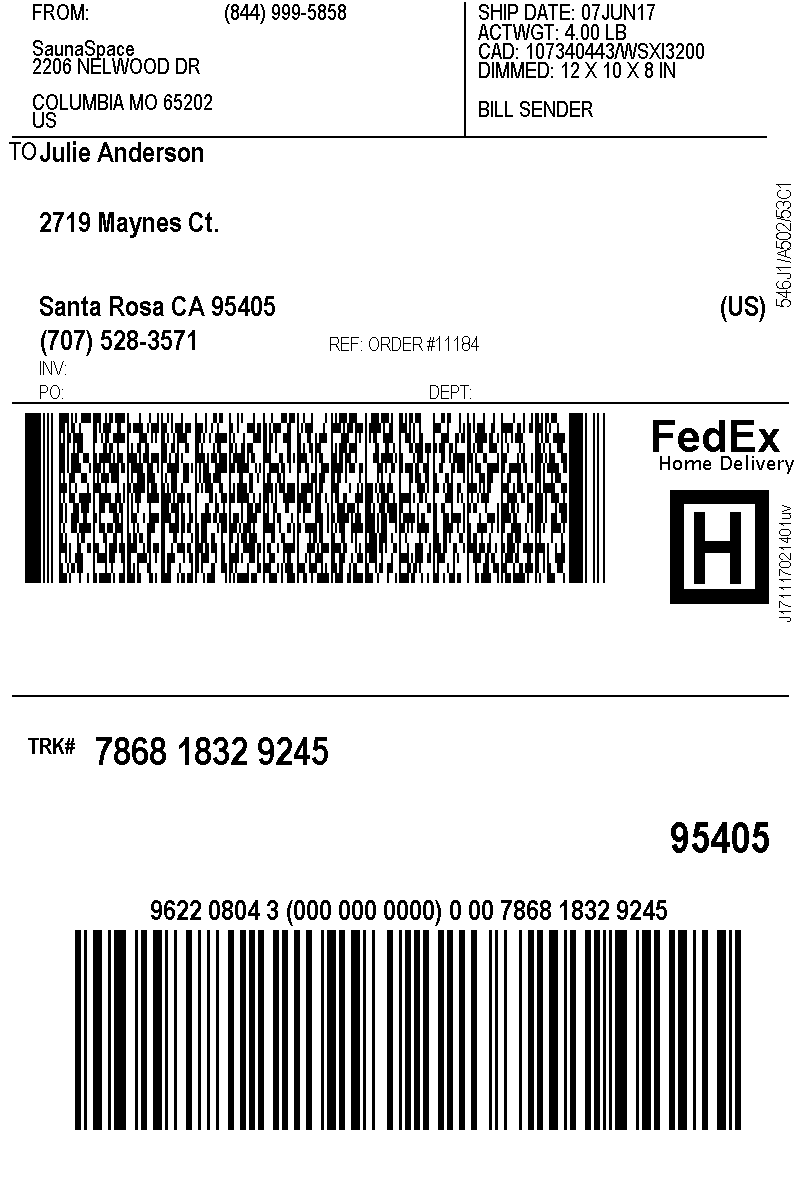 FROM: (844) 999-5858
SaunaSpace
2206 NELWOOD DR
COLUMBIA MO 65202
US
SHIP DATE: 07JUN17
ACTWGT: 4.00 LB
CAD: 107340443/WSXI3200
DIMMED: 12 X 10 X 8 IN
BILL SENDER
TO Julie Anderson
2719 Maynes Ct.
Santa Rosa CA 95405 (US)
(707) 528-3571 REF: ORDER #11184
INV:
PO: DEPT:
546J1/A502/53C1
FedEx
Home Delivery
H
J171117021401uv
TRK# 7868 1832 9245
95405
9622 0804 3 (000 000 0000) 0 00 7868 1832 9245